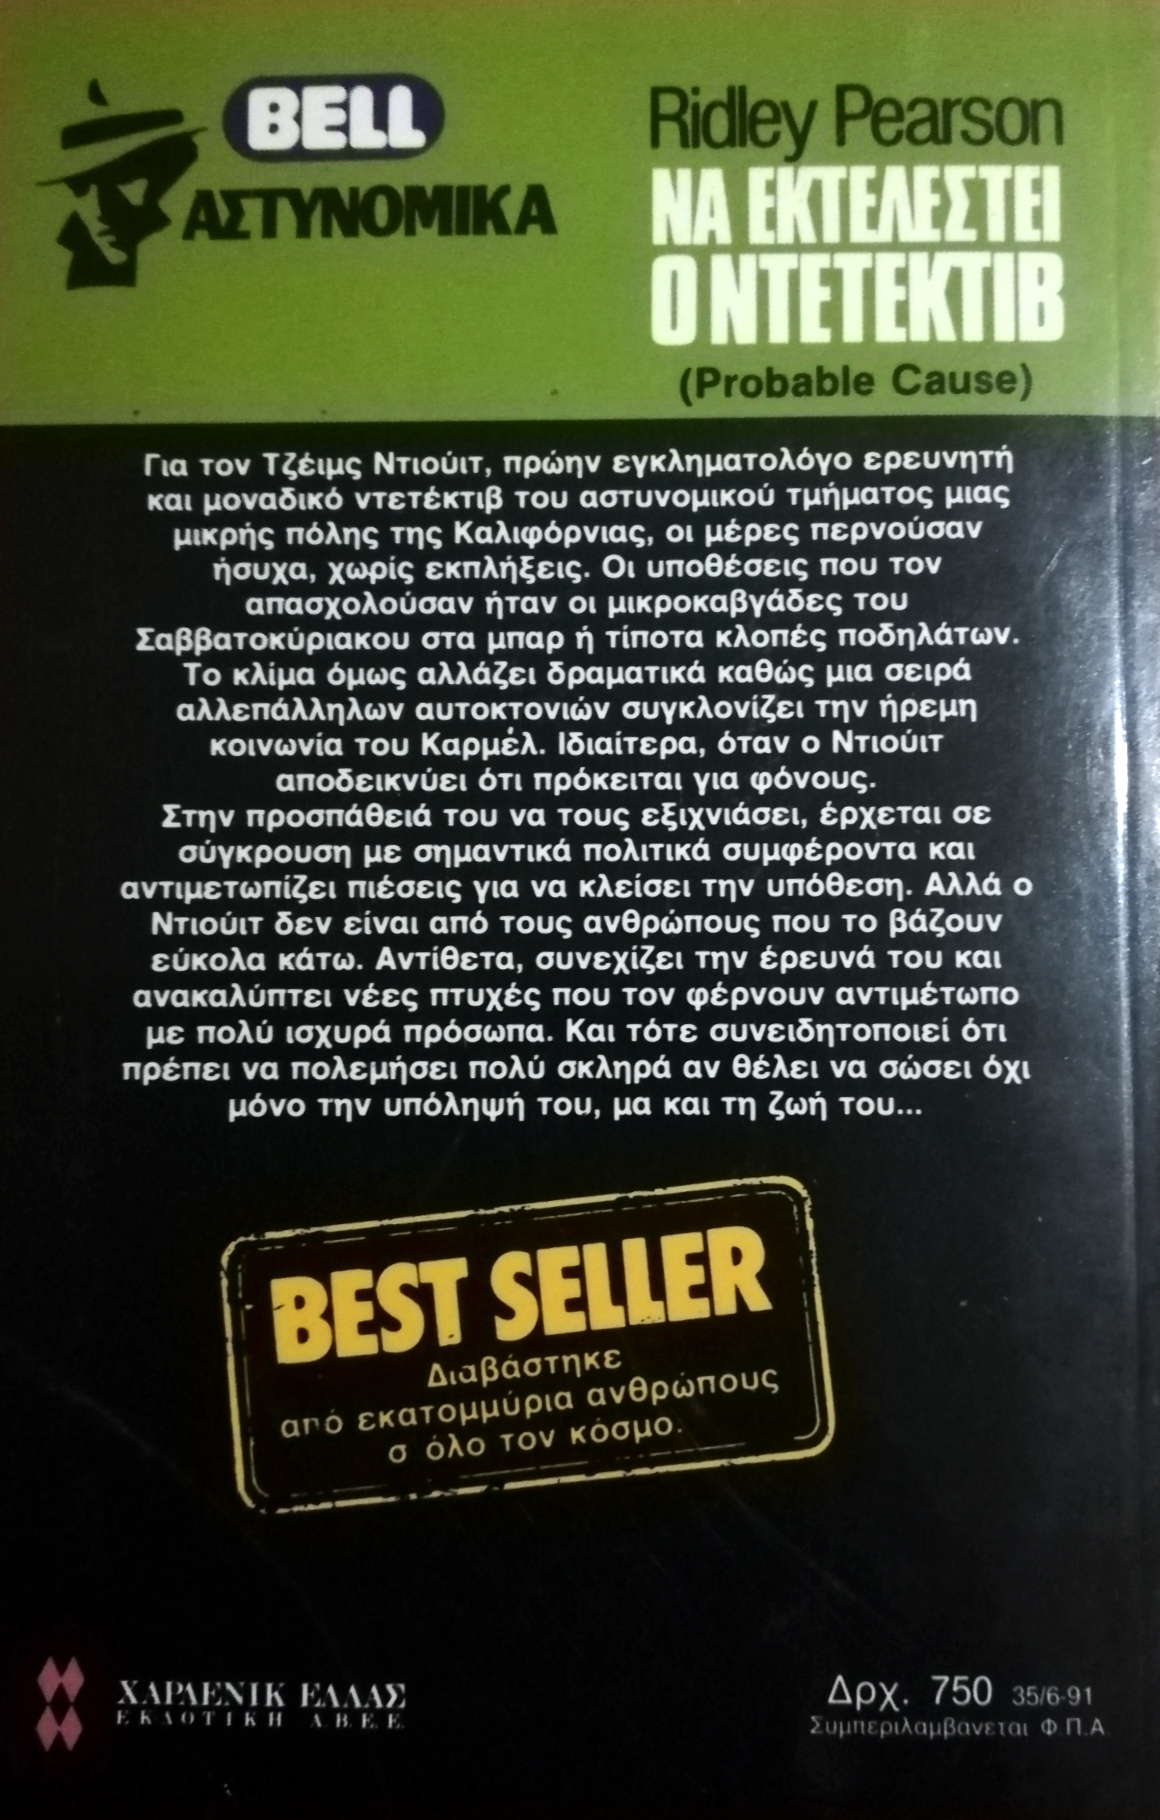 BELL
ΑΣΤΥΝΟΜΙΚΑ
Ridley Pearson
ΝΑ ΕΚΤΕΛΕΣΤΕΙ
Ο ΝΤΕΤΕΚΤΙΒ
(Probable Cause)
Για τον Τζέιμς Ντιούιτ, πρώην εγκληματολόγο ερευνητή
και μοναδικό ντετέκτιβ του αστυνομικού τμήματος μιας
μικρής πόλης της Καλιφόρνιας, οι μέρες περνούσαν
ήσυχα, χωρίς εκπλήξεις. Οι υποθέσεις που τον
απασχολούσαν ήταν οι μικροκαβγάδες του
Σαββατοκύριακου στα μπαρ ή τίποτα κλοπές ποδηλάτων.
Το κλίμα όμως αλλάζει δραματικά καθώς μια σειρά
αλλεπάλληλων αυτοκτονιών συγκλονίζει την ήρεμη
κοινωνία του Καρμέλ. Ιδιαίτερα, όταν ο Ντιούιτ
αποδεικνύει ότι πρόκειται για φόνους.
Στην προσπάθειά του να τους εξιχνιάσει, έρχεται σε
σύγκρουση με σημαντικά πολιτικά συμφέροντα και
αντιμετωπίζει πιέσεις για να κλείσει την υπόθεση. Αλλά ο
Ντιούιτ δεν είναι από τους ανθρώπους που το βάζουν
εύκολα κάτω. Αντίθετα, συνεχίζει την έρευνά του και
ανακαλύπτει νέες πτυχές που τον φέρνουν αντιμέτωπο
με πολύ ισχυρά πρόσωπα. Και τότε συνειδητοποιεί ότι
πρέπει να πολεμήσει πολύ σκληρά αν θέλει να σώσει όχι
μόνο την υπόληψή του, μα και τη ζωή του...
BEST SELLER
Διαβάστηκε
από εκατομμύρια ανθρώπους
σ όλο τον κόσμο.
ΧΑΡΛΕΝΙΚ ΕΛΛΑΣ
ΕΚΔΟΤΙΚΗ Α.Β.Ε.Ε.
Δρχ. 750 35/6-91
Συμπεριλαμβάνεται Φ.Π.Α.